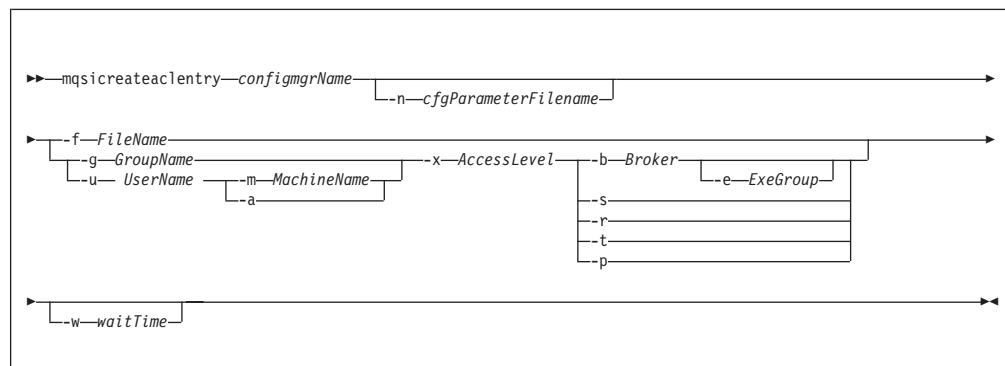 mqsicreateaclentry configmgrName
-n cfgParameterFilename
-f FileName
-g GroupName -x AccessLevel -b Broker
-u UserName -m MachineName -e ExeGroup
-a -s
-r
-t
-p
-w waitTime